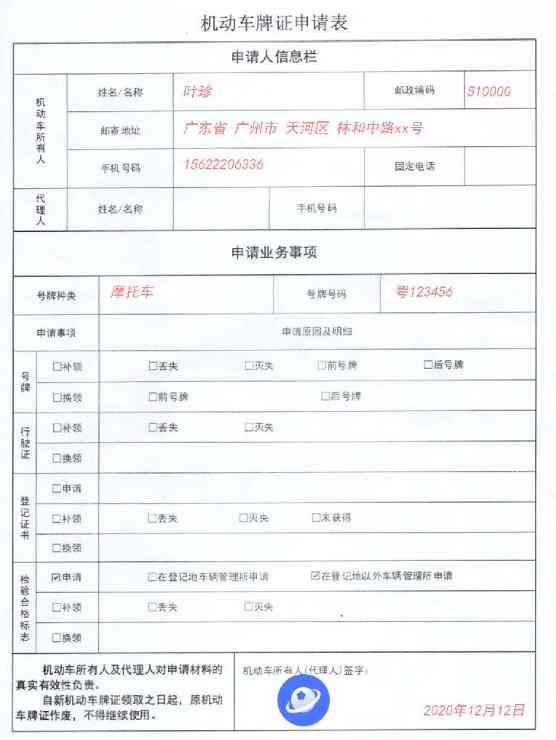 机动车牌证申请表
申请人信息栏
机动车所有人
姓名/名称 叶珍 邮政编码 510000
邮寄地址 广东省 广州市 天河区 林和中路xx号
手机号码 15622206336 固定电话
代理人 姓名/名称 手机号码
申请业务事项
号牌种类 摩托车 号牌号码 粤123456
申请事项 申请原因及明细
号牌
☐补领 ☐丢失 ☐灭失 ☐前号牌 ☐后号牌
☐换领 ☐前号牌 ☐后号牌
行驶证
☐补领 ☐丢失 ☐灭失
☐换领
登记证书
☐申请
☐补领 ☐丢失 ☐灭失 ☐未获得
☐换领
检验合格标志
☑申请 ☐在登记地车辆管理所申请 ☑在登记地以外车辆管理所申请
☐补领 ☐丢失 ☐灭失
☐换领
机动车所有人及代理人对申请材料的
真实有效性负责。
自新机动车牌证领取之日起，原机动
车牌证作废，不得继续使用。
机动车所有人(代理人)签字：
2020年12月12日